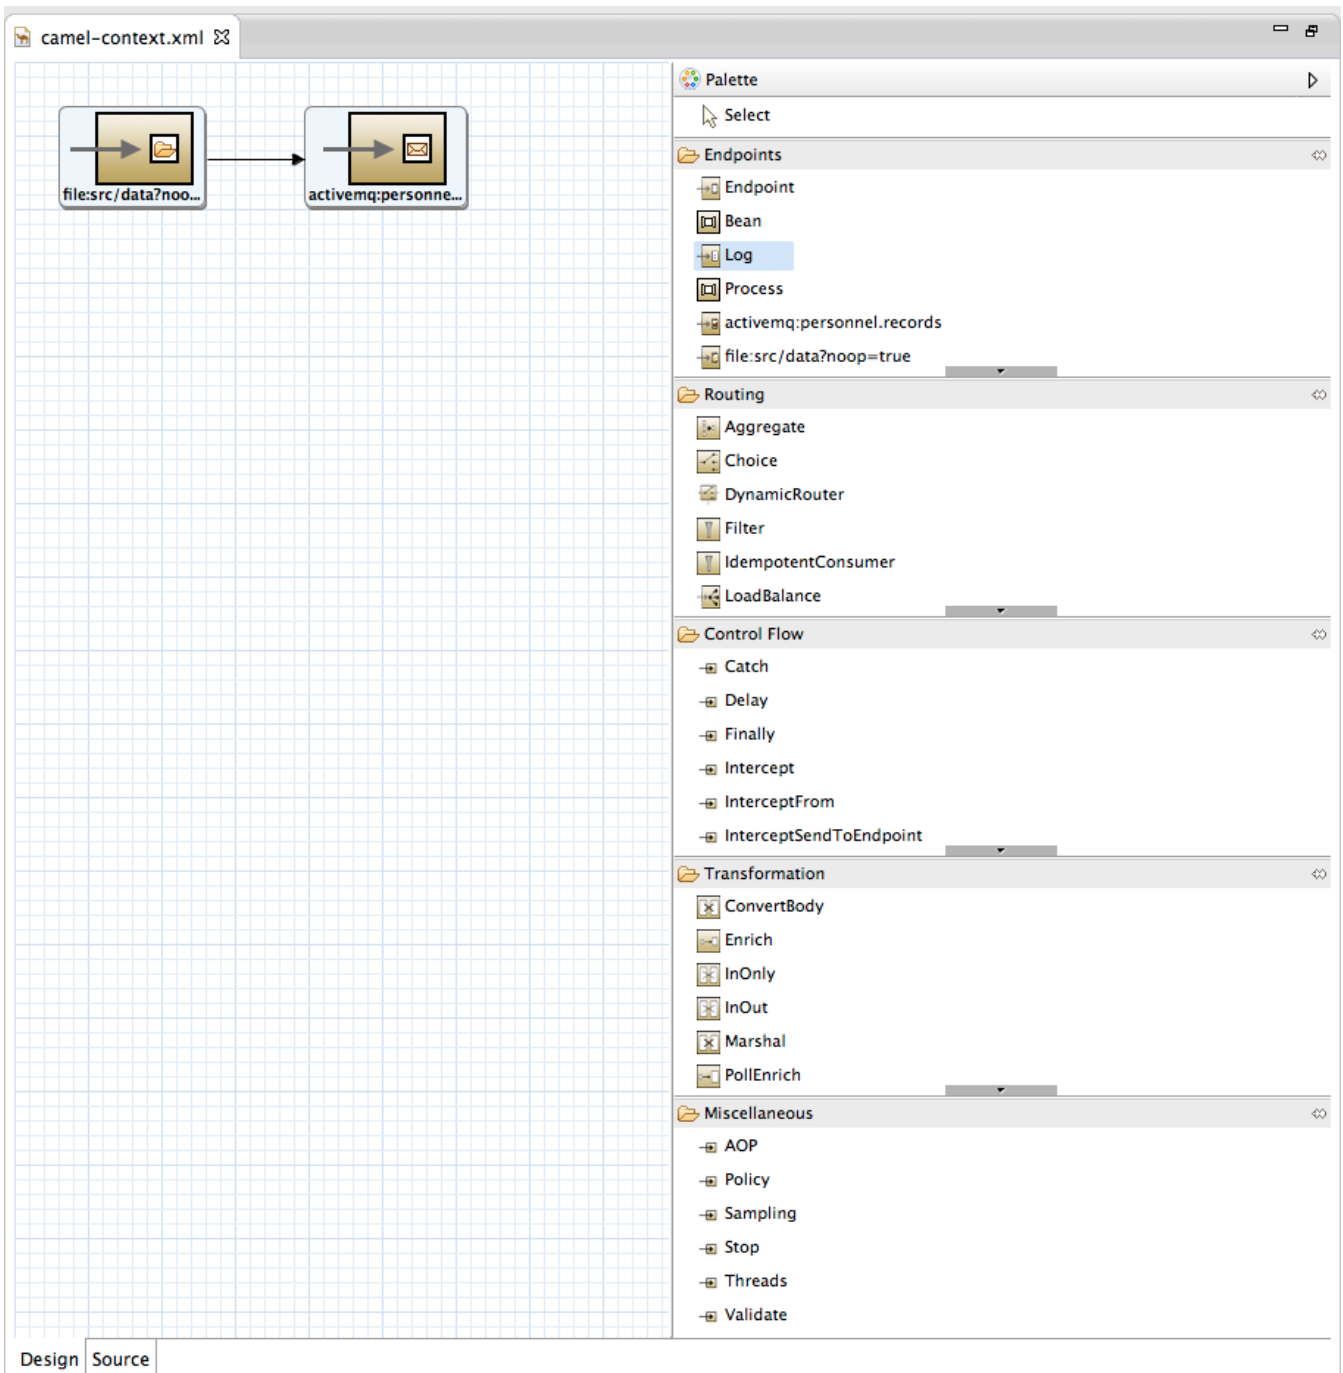 camel-context.xml
file:src/data?noo...
activemq:personne...
Palette
Select
Endpoints
Endpoint
Bean
Log
Process
activemq:personnel.records
file:src/data?noop=true
Routing
Aggregate
Choice
DynamicRouter
Filter
IdempotentConsumer
LoadBalance
Control Flow
Catch
Delay
Finally
Intercept
InterceptFrom
InterceptSendToEndpoint
Transformation
ConvertBody
Enrich
InOnly
InOut
Marshal
PollEnrich
Miscellaneous
AOP
Policy
Sampling
Stop
Threads
Validate
Design Source